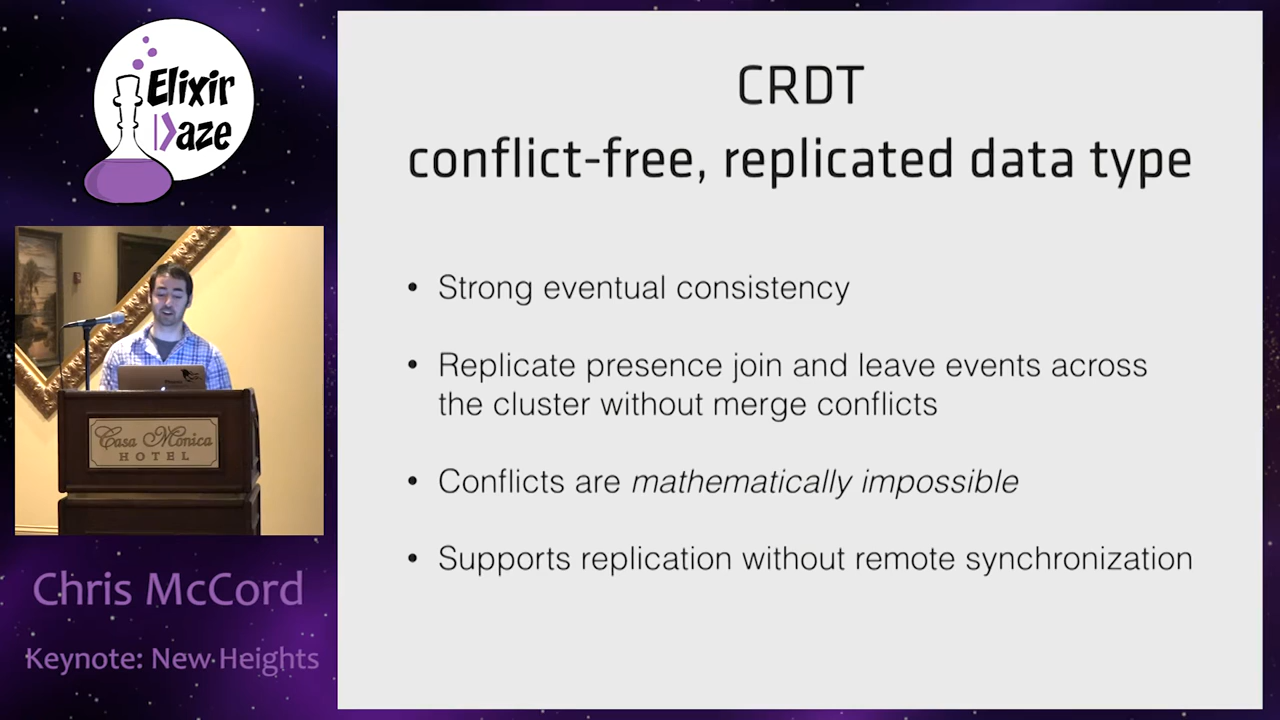 Elixir
Daze
CRDT
conflict-free, replicated data type
• Strong eventual consistency
• Replicate presence join and leave events across
the cluster without merge conflicts
• Conflicts are mathematically impossible
• Supports replication without remote synchronization
Casa Monica
HOTEL
Chris McCord
Keynote: New Heights